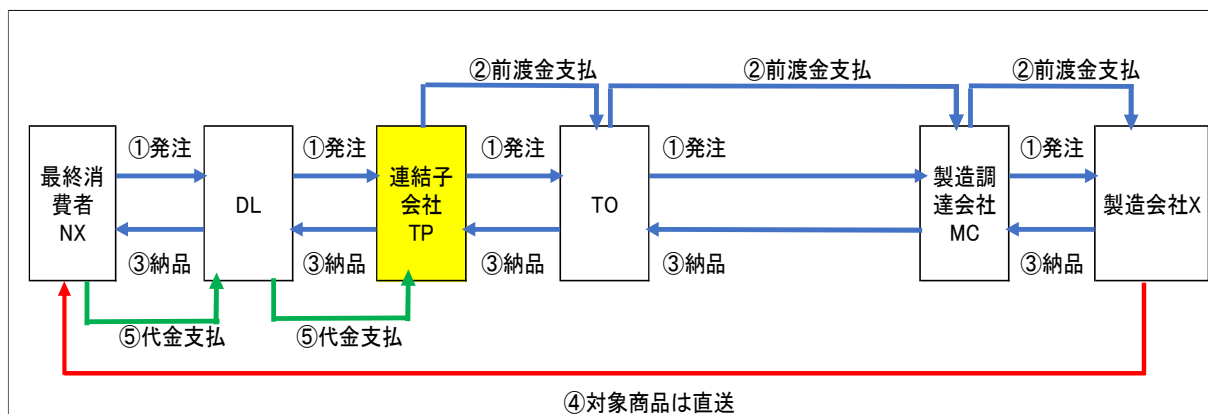 ②前渡金支払
②前渡金支払
②前渡金支払
①発注
①発注
①発注
①発注
①発注
最終消
費者
NX
DL
連結子
会社
TP
TO
製造調
達会社
MC
製造会社X
③納品
③納品
③納品
③納品
③納品
⑤代金支払
⑤代金支払
④対象商品は直送